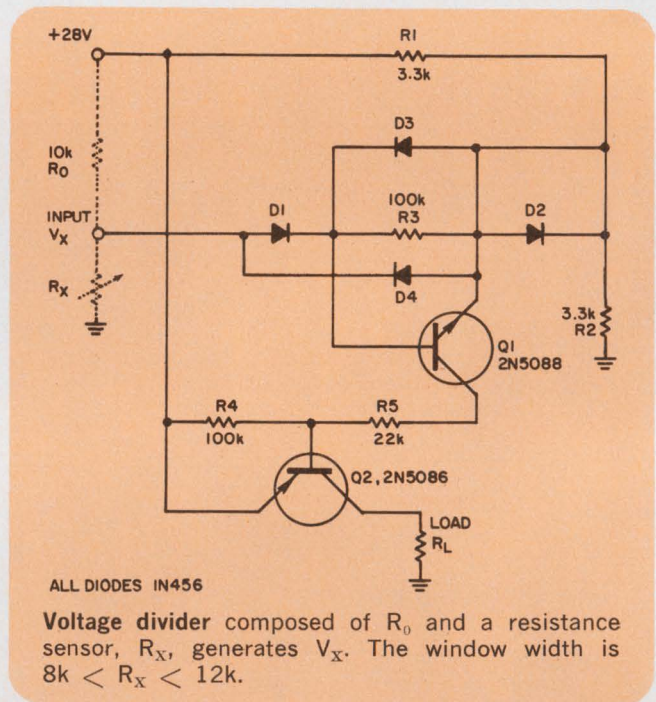 +28V
R1
3.3k
D3
10k
R0
100k
R3
INPUT
VX
D1
D2
RX
D4
3.3k
R2
Q1
2N5088
R4
100k
R5
22k
Q2, 2N5086
LOAD
RL
ALL DIODES IN456
Voltage divider composed of R0 and a resistance
sensor, RX, generates VX. The window width is
8k < RX < 12k.